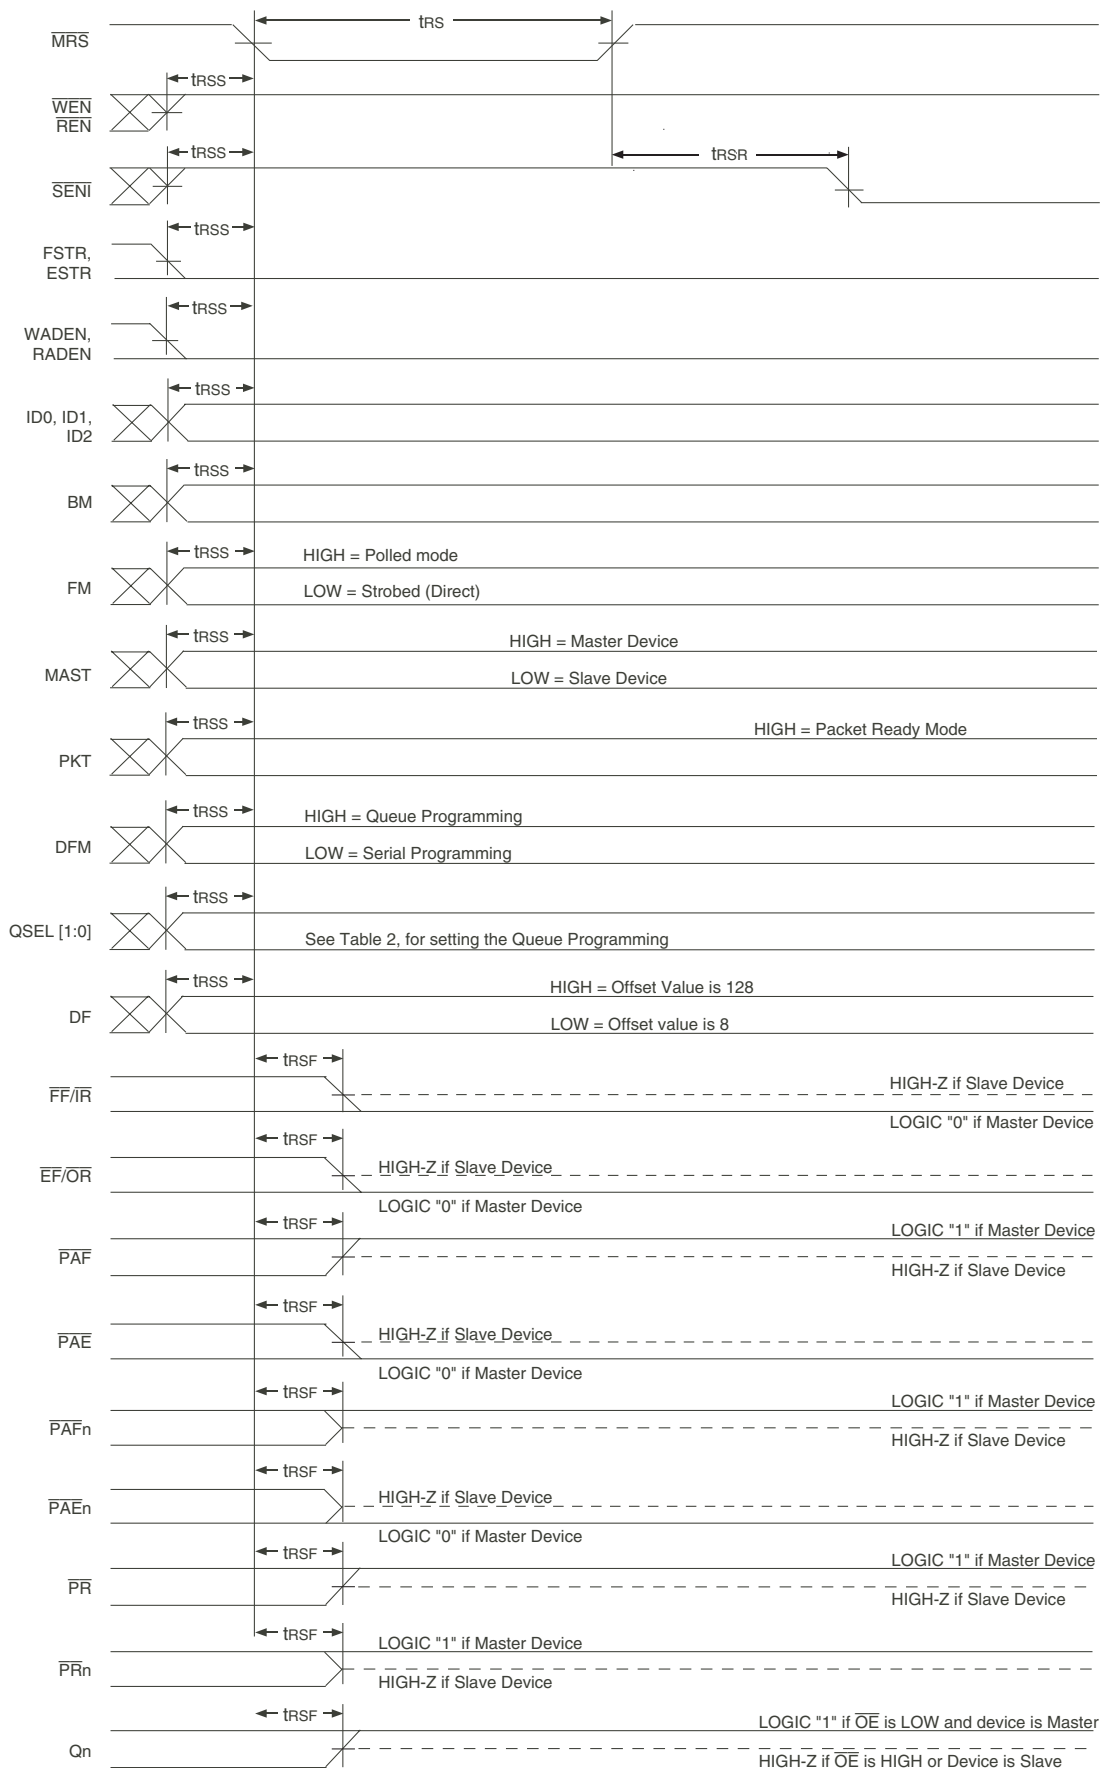 tRS
MRS
tRSS
WEN
REN
tRSS
tRSR
SENI
tRSS
FSTR,
ESTR
tRSS
WADEN,
RADEN
tRSS
ID0, ID1,
ID2
tRSS
BM
tRSS
HIGH = Polled mode
FM
LOW = Strobed (Direct)
tRSS
HIGH = Master Device
MAST
LOW = Slave Device
tRSS
HIGH = Packet Ready Mode
PKT
tRSS
HIGH = Queue Programming
DFM
LOW = Serial Programming
tRSS
QSEL [1:0]
See Table 2, for setting the Queue Programming
tRSS
HIGH = Offset Value is 128
DF
LOW = Offset value is 8
tRSF
HIGH-Z if Slave Device
FF/IR
LOGIC "0" if Master Device
tRSF
HIGH-Z if Slave Device
EF/OR
LOGIC "0" if Master Device
tRSF
LOGIC "1" if Master Device
PAF
HIGH-Z if Slave Device
tRSF
HIGH-Z if Slave Device
PAE
LOGIC "0" if Master Device
tRSF
LOGIC "1" if Master Device
PAFn
HIGH-Z if Slave Device
tRSF
HIGH-Z if Slave Device
PAEn
LOGIC "0" if Master Device
tRSF
LOGIC "1" if Master Device
PR
HIGH-Z if Slave Device
tRSF
LOGIC "1" if Master Device
PRn
HIGH-Z if Slave Device
tRSF
LOGIC "1" if OE is LOW and device is Master
Qn
HIGH-Z if OE is HIGH or Device is Slave